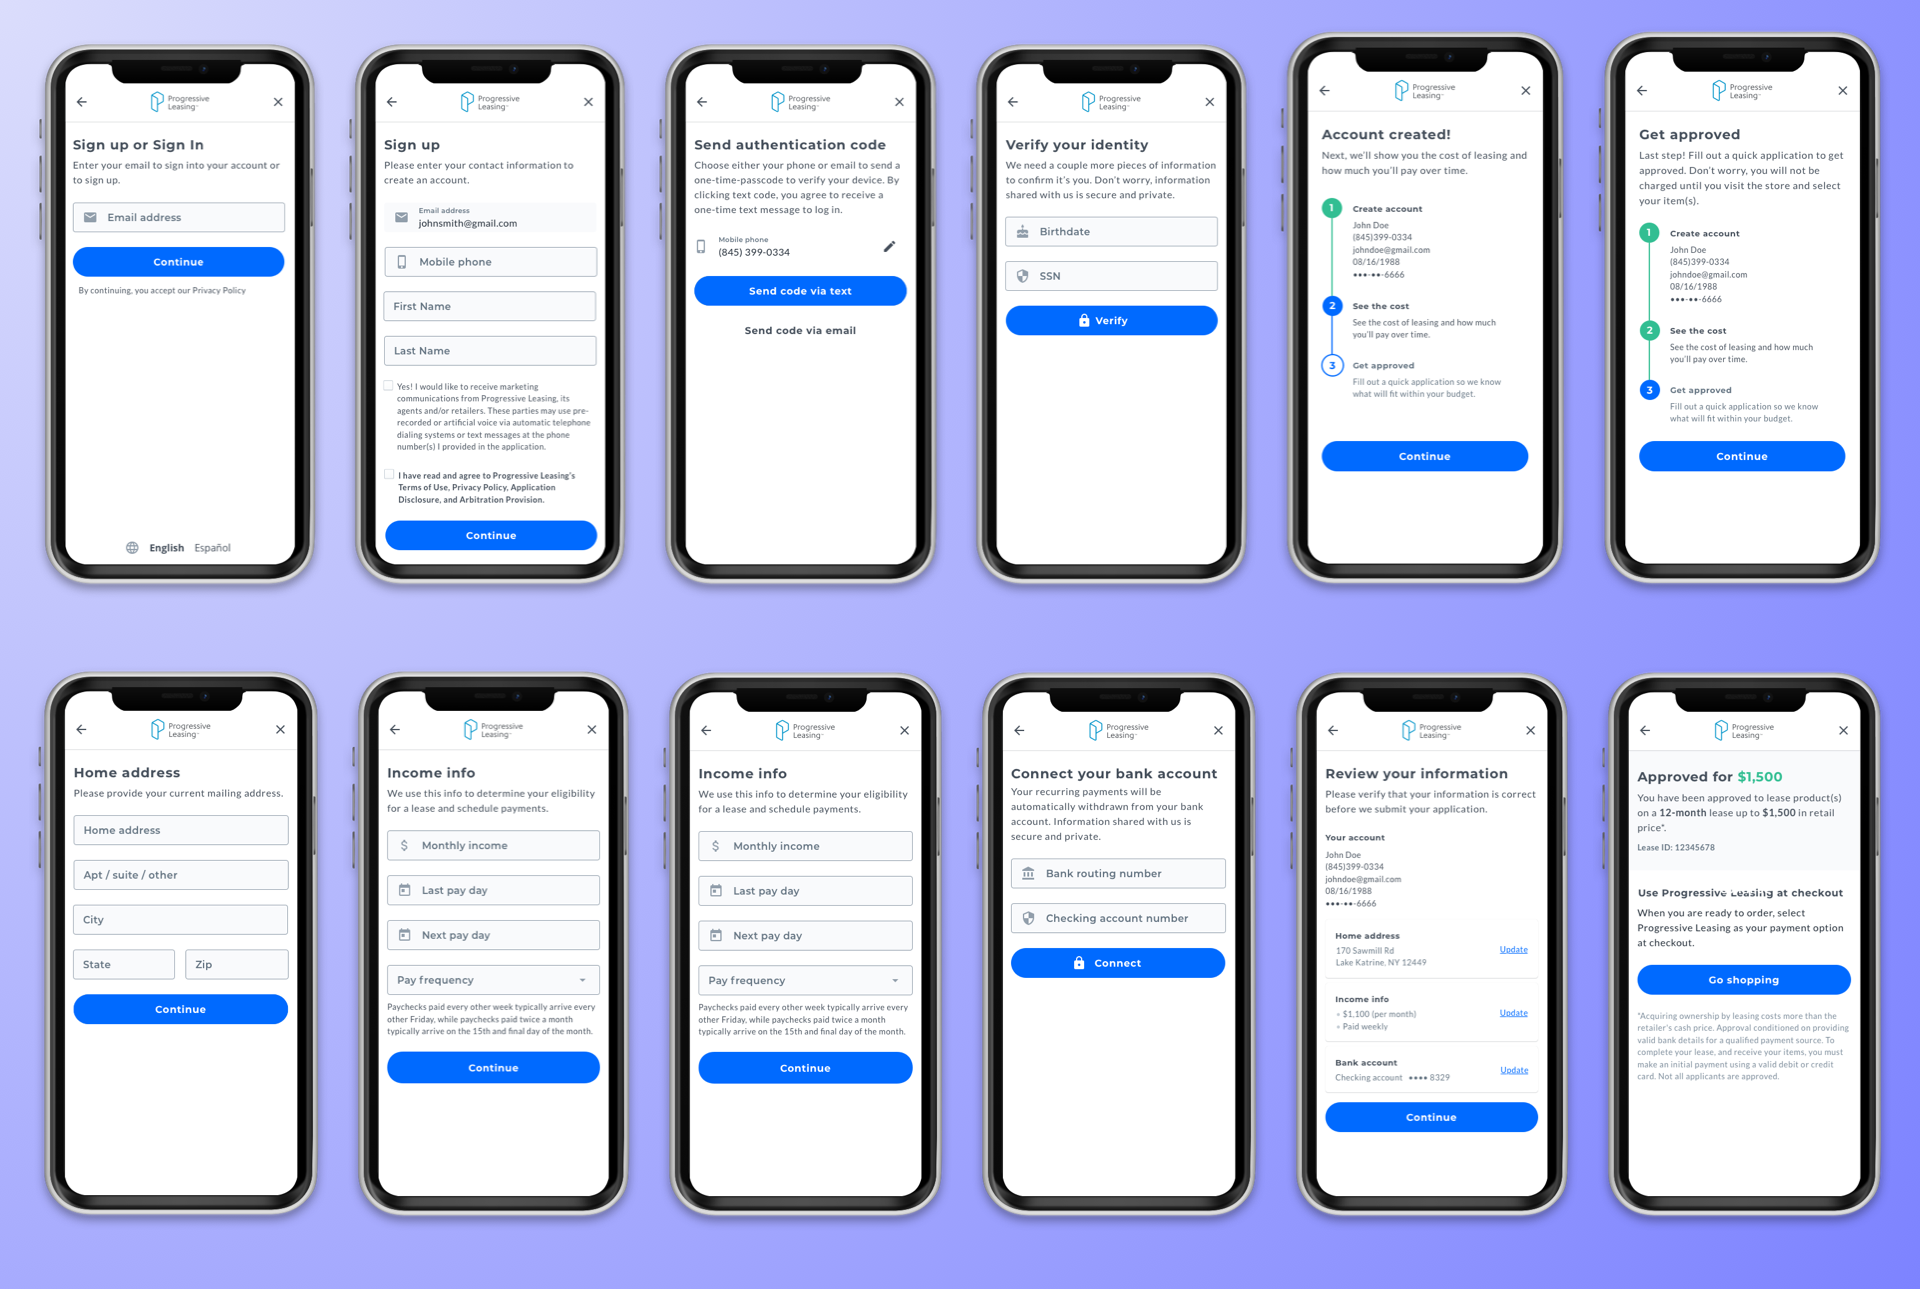 Progressive
Leasing
Sign up or Sign In
Enter your email to sign into your account or
to sign up.
Email address
Continue
By continuing, you accept our Privacy Policy
English Español
Progressive
Leasing
Sign up
Please enter your contact information to
create an account.
Email address
johnsmith@gmail.com
Mobile phone
First Name
Last Name
Yes! I would like to receive marketing
communications from Progressive Leasing, its
agents and/or retailers. These parties may use pre-
recorded or artificial voice via automatic telephone
dialing systems or text messages at the phone
number(s) I provided in the application.
I have read and agree to Progressive Leasing's
Terms of Use, Privacy Policy, Application
Disclosure, and Arbitration Provision.
Continue
Progressive
Leasing
Send authentication code
Choose either your phone or email to send a
one-time-passcode to verify your device. By
clicking text code, you agree to receive a
one-time text message to log in.
Mobile phone
(845) 399-0334
Send code via text
Send code via email
Progressive
Leasing
Verify your identity
We need a couple more pieces of information
to confirm it's you. Don't worry, information
shared with us is secure and private.
Birthdate
SSN
Verify
Progressive
Leasing
Account created!
Next, we'll show you the cost of leasing and
how much you'll pay over time.
1 Create account
John Doe
(845)399-0334
johndoe@gmail.com
08/16/1988
•••-••-6666
2 See the cost
See the cost of leasing and how much
you'll pay over time.
3 Get approved
Fill out a quick application so we know
what will fit within your budget.
Continue
Progressive
Leasing
Get approved
Last step! Fill out a quick application to get
approved. Don't worry, you will not be
charged until you visit the store and select
your item(s).
1 Create account
John Doe
(845)399-0334
johndoe@gmail.com
08/16/1988
•••-••-6666
2 See the cost
See the cost of leasing and how much
you'll pay over time.
3 Get approved
Fill out a quick application so we know
what will fit within your budget.
Continue
Progressive
Leasing
Home address
Please provide your current mailing address.
Home address
Apt / suite / other
City
State Zip
Continue
Progressive
Leasing
Income info
We use this info to determine your eligibility
for a lease and schedule payments.
$ Monthly income
Last pay day
Next pay day
Pay frequency
Paychecks paid every other week typically arrive every
other Friday, while paychecks paid twice a month
typically arrive on the 15th and final day of the month.
Continue
Progressive
Leasing
Income info
We use this info to determine your eligibility
for a lease and schedule payments.
$ Monthly income
Last pay day
Next pay day
Pay frequency
Paychecks paid every other week typically arrive every
other Friday, while paychecks paid twice a month
typically arrive on the 15th and final day of the month.
Continue
Progressive
Leasing
Connect your bank account
Your recurring payments will be
automatically withdrawn from your bank
account. Information shared with us is
secure and private.
Bank routing number
Checking account number
Connect
Progressive
Leasing
Review your information
Please verify that your information is correct
before we submit your application.
Your account
John Doe
(845)399-0334
johndoe@gmail.com
08/16/1988
•••-••-6666
Home address
170 Sawmill Rd
Lake Katrine, NY 12449
Update
Income info
• $1,100 (per month)
• Paid weekly
Update
Bank account
Checking account •••• 8329
Update
Continue
Progressive
Leasing
Approved for $1,500
You have been approved to lease product(s)
on a 12-month lease up to $1,500 in retail
price*.
Lease ID: 12345678
Use Progressive Leasing at checkout
When you are ready to order, select
Progressive Leasing as your payment option
at checkout.
Go shopping
*Acquiring ownership by leasing costs more than the
retailer's cash price. Approval conditioned on providing
valid bank details for a qualified payment source. To
complete your lease, and receive your items, you must
make an initial payment using a valid debit or credit
card. Not all applicants are approved.